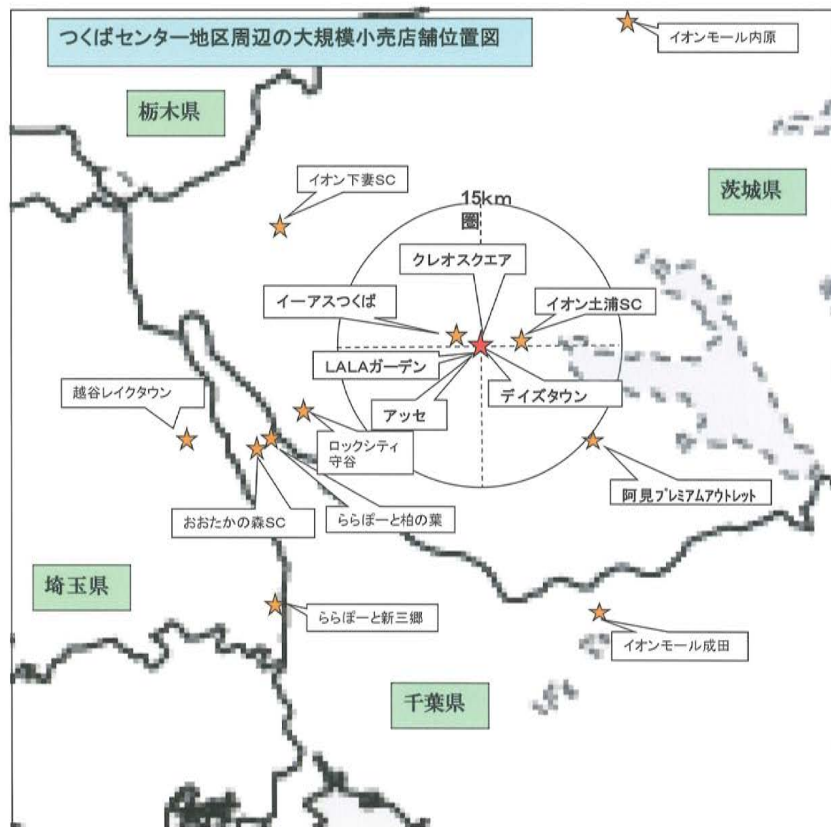 つくばセンター地区周辺の大規模小売店舗位置図
イオンモール内原
栃木県
イオン下妻SC
茨城県
15km
圏
クレオスクエア
イーアスつくば
イオン土浦SC
LALAガーデン
デイズタウン
アッセ
越谷レイクタウン
ロックシティ
守谷
阿見プレミアムアウトレット
おおたかの森SC
ららぽーと柏の葉
埼玉県
ららぽーと新三郷
イオンモール成田
千葉県